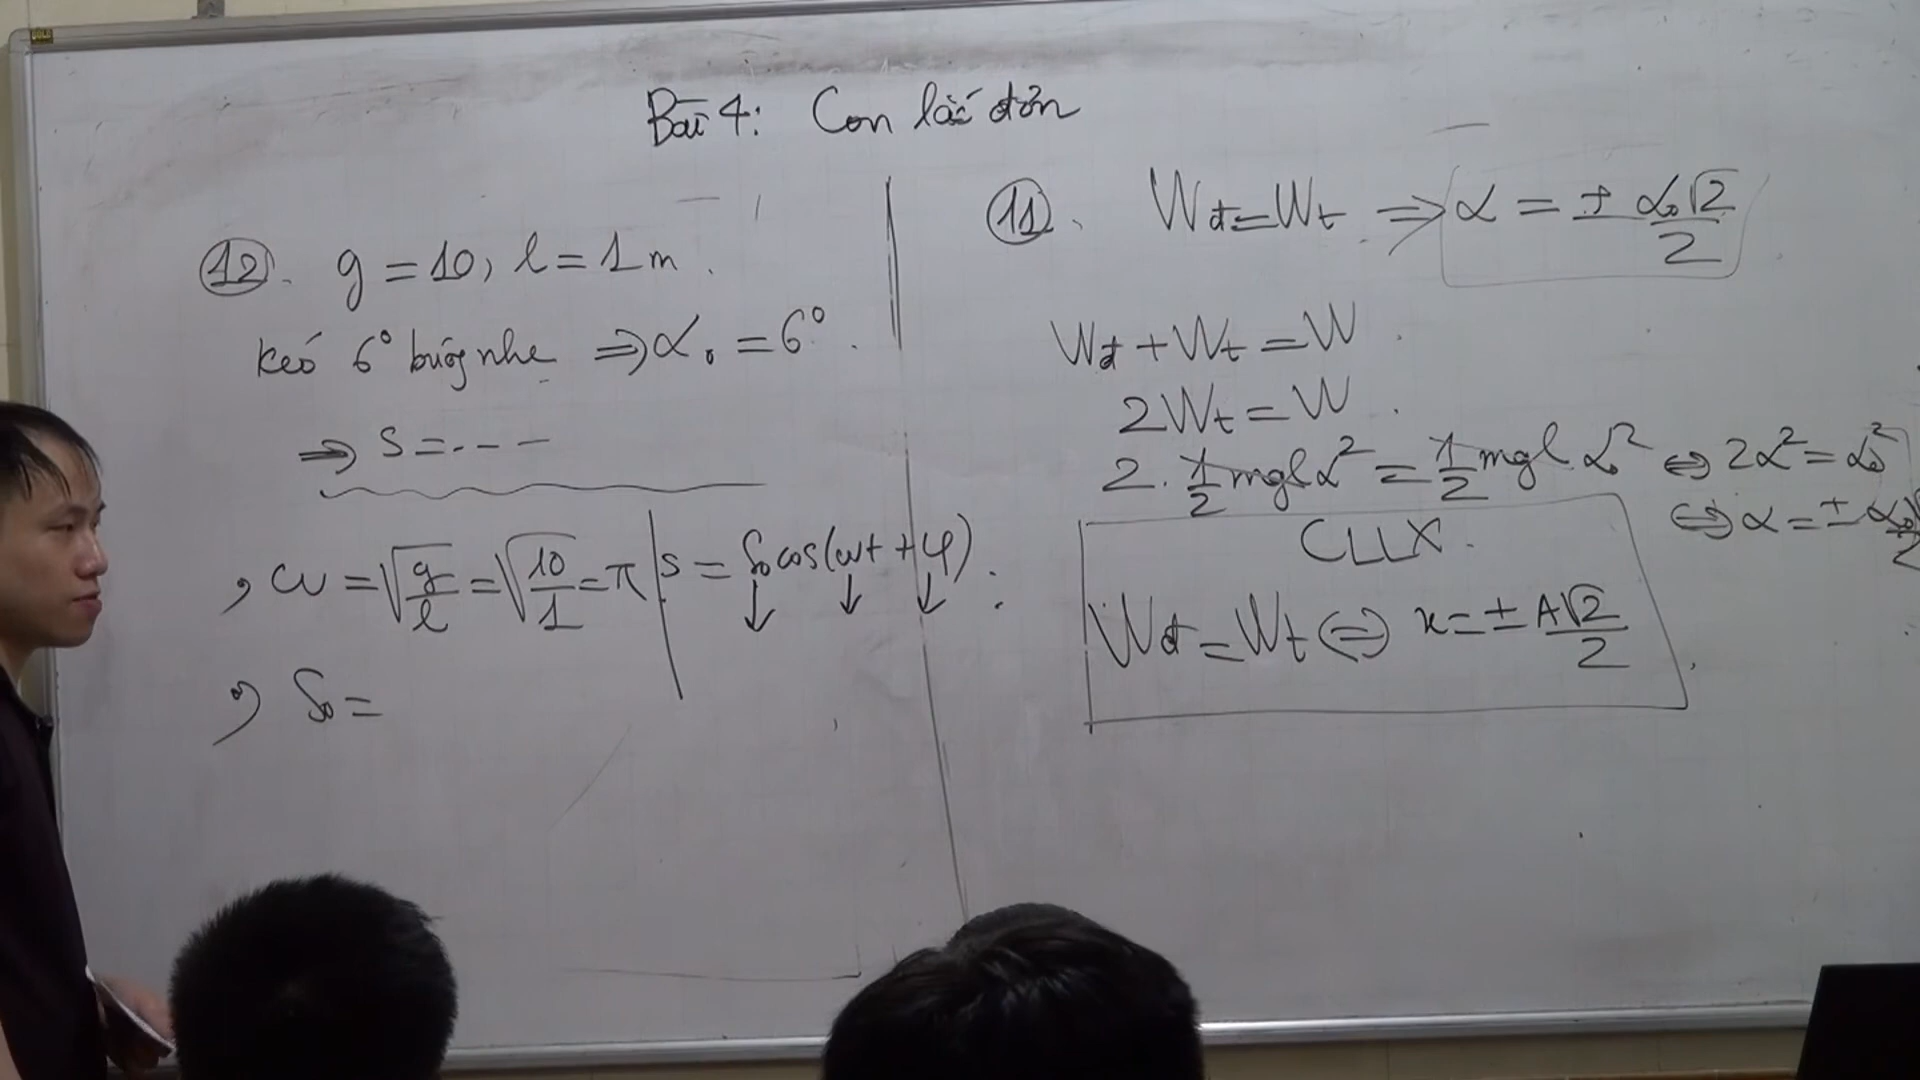 Bài 4: Con lắc đơn
12. g = 10, l = 1m.
kéo 6° buông nhẹ ⇒ α₀ = 6°.
⇒ s = ---
, ω = √(g/l) = √(10/1) = π
s = S₀cos(ωt + φ).
, S₀ =
11. Wđ = Wt ⇒ α = ± α₀√2/2
Wđ + Wt = W.
2Wt = W.
2. 1/2 mglα² = 1/2 mgl α₀² ⇔ 2α² = α₀²
⇔ α = ± α₀√
2
CLLX.
Wđ = Wt ⇔ x = ± A√2/2